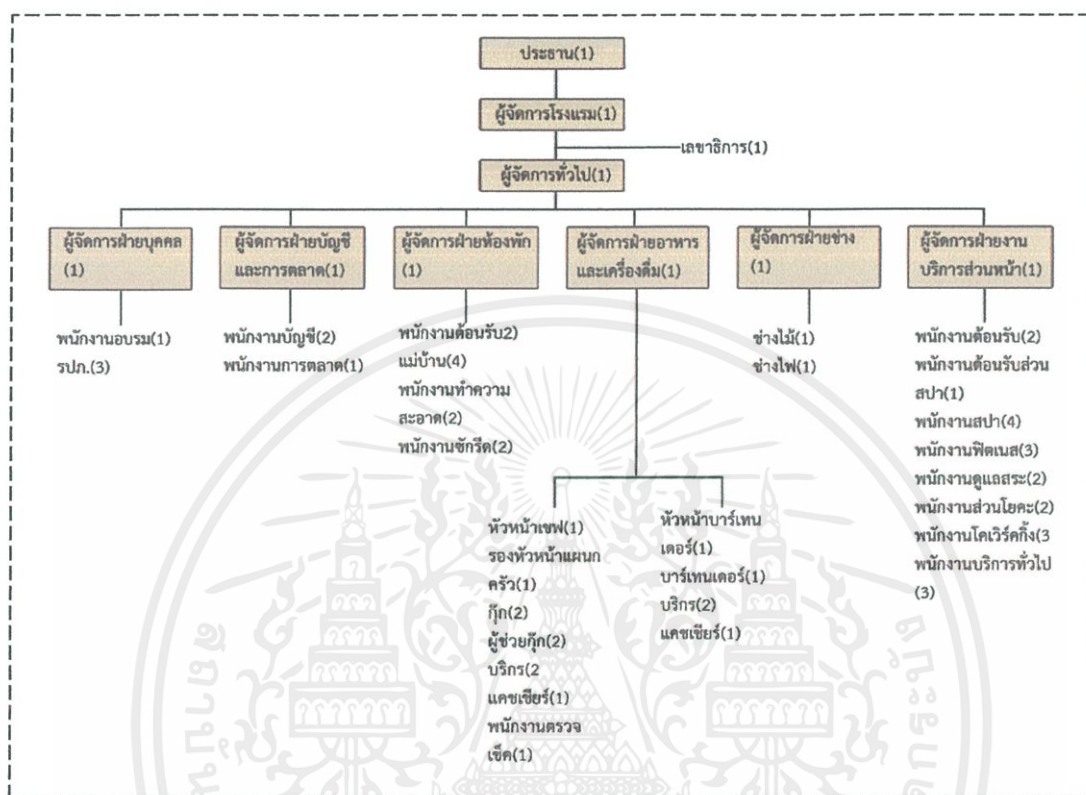 ประธาน(1)
ผู้จัดการโรงแรม(1)
เลขาธิการ(1)
ผู้จัดการทั่วไป(1)
ผู้จัดการฝ่ายบุคคล
(1)
พนักงานอบรม(1)
รปภ.(3)
ผู้จัดการฝ่ายบัญชี
และการตลาด(1)
พนักงานบัญชี(2)
พนักงานการตลาด(1)
ผู้จัดการฝ่ายห้องพัก
(1)
พนักงานต้อนรับ2)
แม่บ้าน(4)
พนักงานทำความ
สะอาด(2)
พนักงานซักรีด(2)
ผู้จัดการฝ่ายอาหาร
และเครื่องดื่ม(1)
หัวหน้าเชฟ(1)
รองหัวหน้าแผนก
ครัว(1)
กุ๊ก(2)
ผู้ช่วยกุ๊ก(2)
บริกร(2
แคชเชียร์(1)
พนักงานตรวจ
เช็ค(1)
หัวหน้าบาร์เทน
เดอร์(1)
บาร์เทนเดอร์(1)
บริกร(2)
แคชเชียร์(1)
ผู้จัดการฝ่ายช่าง
(1)
ช่างไม้(1)
ช่างไฟ(1)
ผู้จัดการฝ่ายงาน
บริการส่วนหน้า(1)
พนักงานต้อนรับ(2)
พนักงานต้อนรับส่วน
สปา(1)
พนักงานสปา(4)
พนักงานฟิตเนส(3)
พนักงานดูแลสระ(2)
พนักงานส่วนโยคะ(2)
พนักงานโคเวิร์คกิ้ง(3
พนักงานบริการทั่วไป
(3)